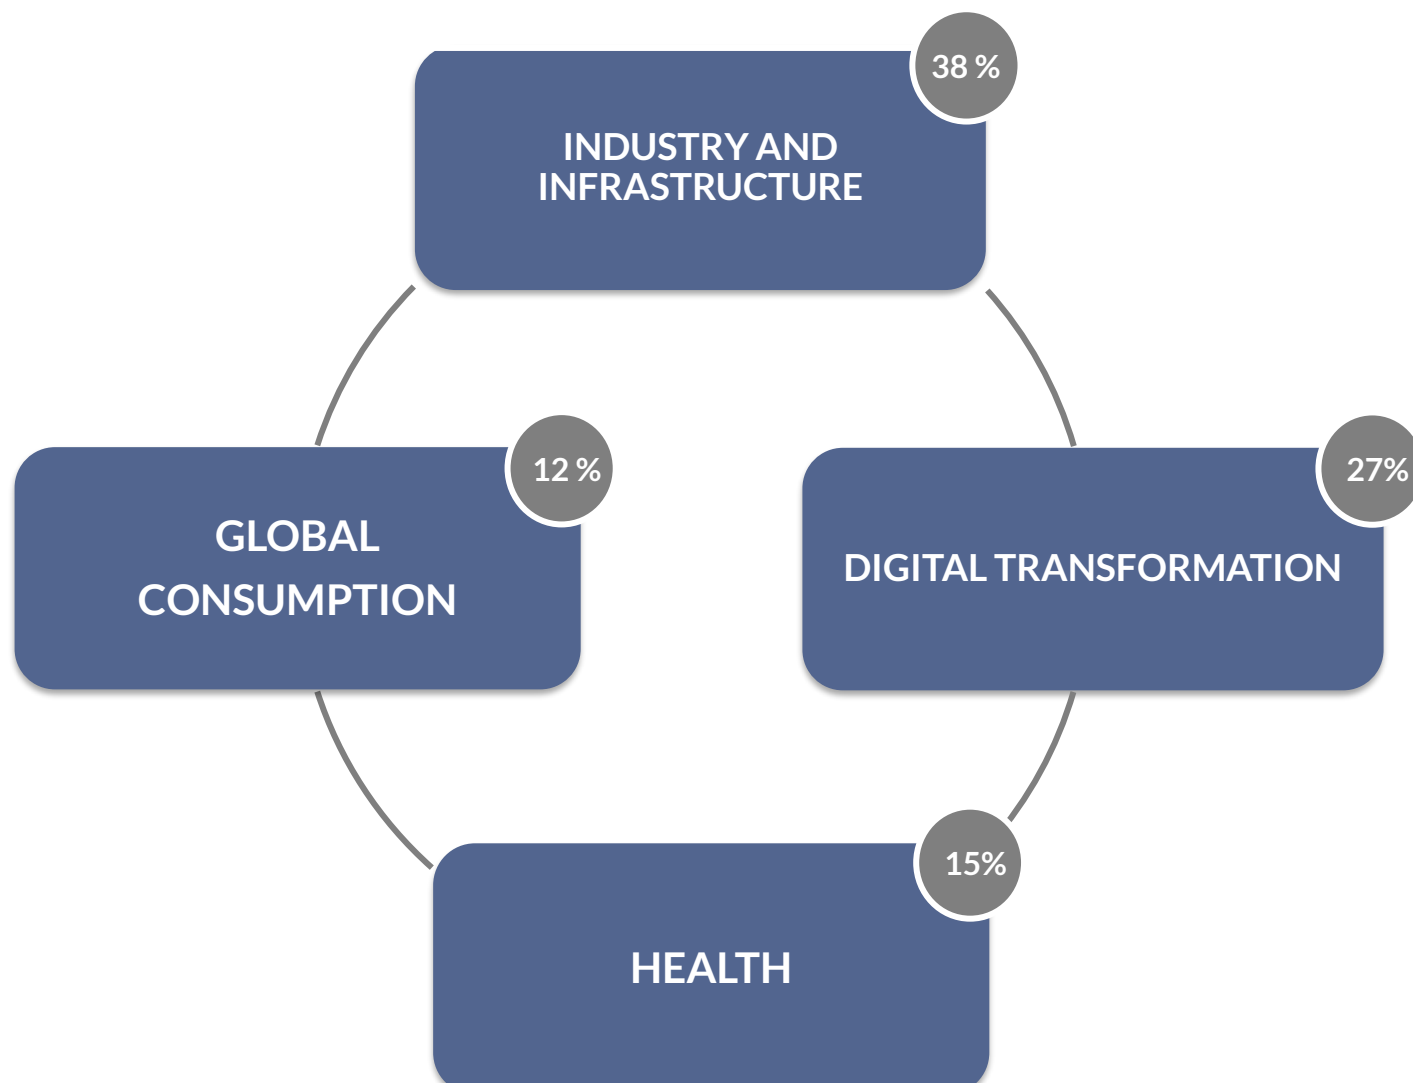 38 %
INDUSTRY AND
INFRASTRUCTURE
12 %
GLOBAL
CONSUMPTION
27%
DIGITAL TRANSFORMATION
15%
HEALTH